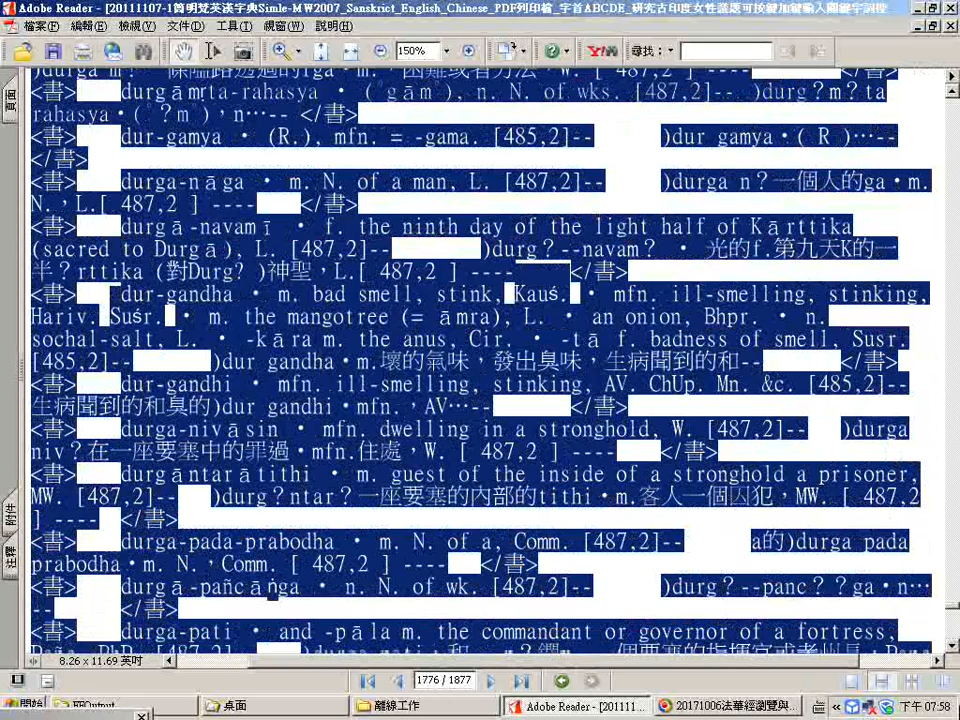 Adobe Reader - [20111107-1簡明梵英漢字典Simle-MW2007_Sanskrict_English_Chinese_PDF列印檔_字首ABCDE_研究古印度女性議題可按鍵加鍵輸入關鍵字詞搜
檔案(F) 編輯(E) 檢視(V) 文件(D) 工具(T) 視窗(W) 說明(H)
150% Y! 尋找：
頁面
附件
註釋
<書> durgāmṛta-rahasya • (°gām°), n. N. of wks. [487,2]-- )durg?m?ta
rahasya•(°?m°)，n…-- </書>
<書> dur-gamya • (R.), mfn. = -gama. [485,2]-- )dur gamya•( R )…--
</書>
<書> durga-nāga • m. N. of a man, L. [487,2]-- )durga n？一個人的ga•m.
N.，L.[ 487,2 ] ---- </書>
<書> durgā-navamī • f. the ninth day of the light half of Kārttika
(sacred to Durgā), L. [487,2]-- )durg？--navam？ • 光的f.第九天K的一
半？rttika (對Durg? )神聖，L.[ 487,2 ] ---- </書>
<書> dur-gandha • m. bad smell, stink, Kauś. • mfn. ill-smelling, stinking,
Hariv. Suśr. • m. the mangotree (= āmra), L. • an onion, Bhpr. • n.
sochal-salt, L. • -kāra m. the anus, Cir. • -tā f. badness of smell, Susr.
[485,2]-- )dur gandha•m.壞的氣味，發出臭味，生病聞到的和-- </書>
<書> dur-gandhi • mfn. ill-smelling, stinking, AV. ChUp. Mn. &c. [485,2]--
生病聞到的和臭的)dur gandhi•mfn.，AV…-- </書>
<書> durga-nivāsin • mfn. dwelling in a stronghold, W. [487,2]-- )durga
niv？在一座要塞中的罪過•mfn.住處，W. [ 487,2 ] ---- </書>
<書> durgāntarātithi • m. guest of the inside of a stronghold a prisoner,
MW. [487,2]-- )durg？ntar？一座要塞的內部的tithi•m.客人一個囚犯，MW. [ 487,2
] ---- </書>
<書> durga-pada-prabodha • m. N. of a, Comm. [487,2]-- a的)durga pada
prabodha•m. N.，Comm. [ 487,2 ] ---- </書>
<書> durgā-pañcāṅga • n. N. of wk. [487,2]-- )durg？--panc？？ga•n…
-- </書>
<書> durga-pati • and -pāla m. the commandant or governor of a fortress,
8.26 x 11.69 英吋
1776 / 1877
開始 FFOutput 桌面 離線工作 Adobe Reader - [20111... 20171006法華經瀏覽與... 下午 07:58